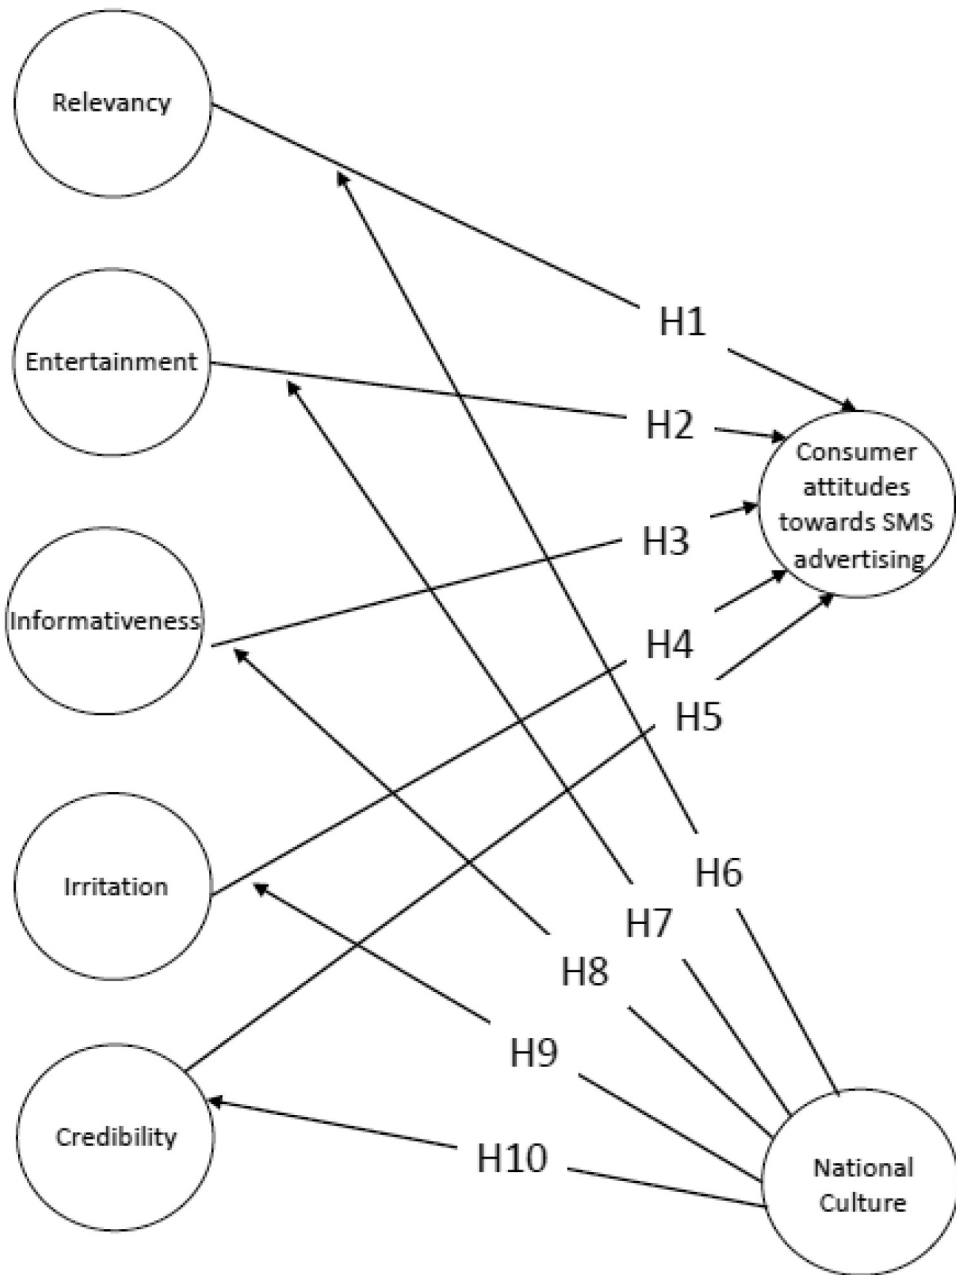 Relevancy
H1
Entertainment
H2
Consumer
attitudes
towards SMS
advertising
H3
Informativeness
H4
H5
Irritation
H6
H7
H8
H9
Credibility
H10
National
Culture